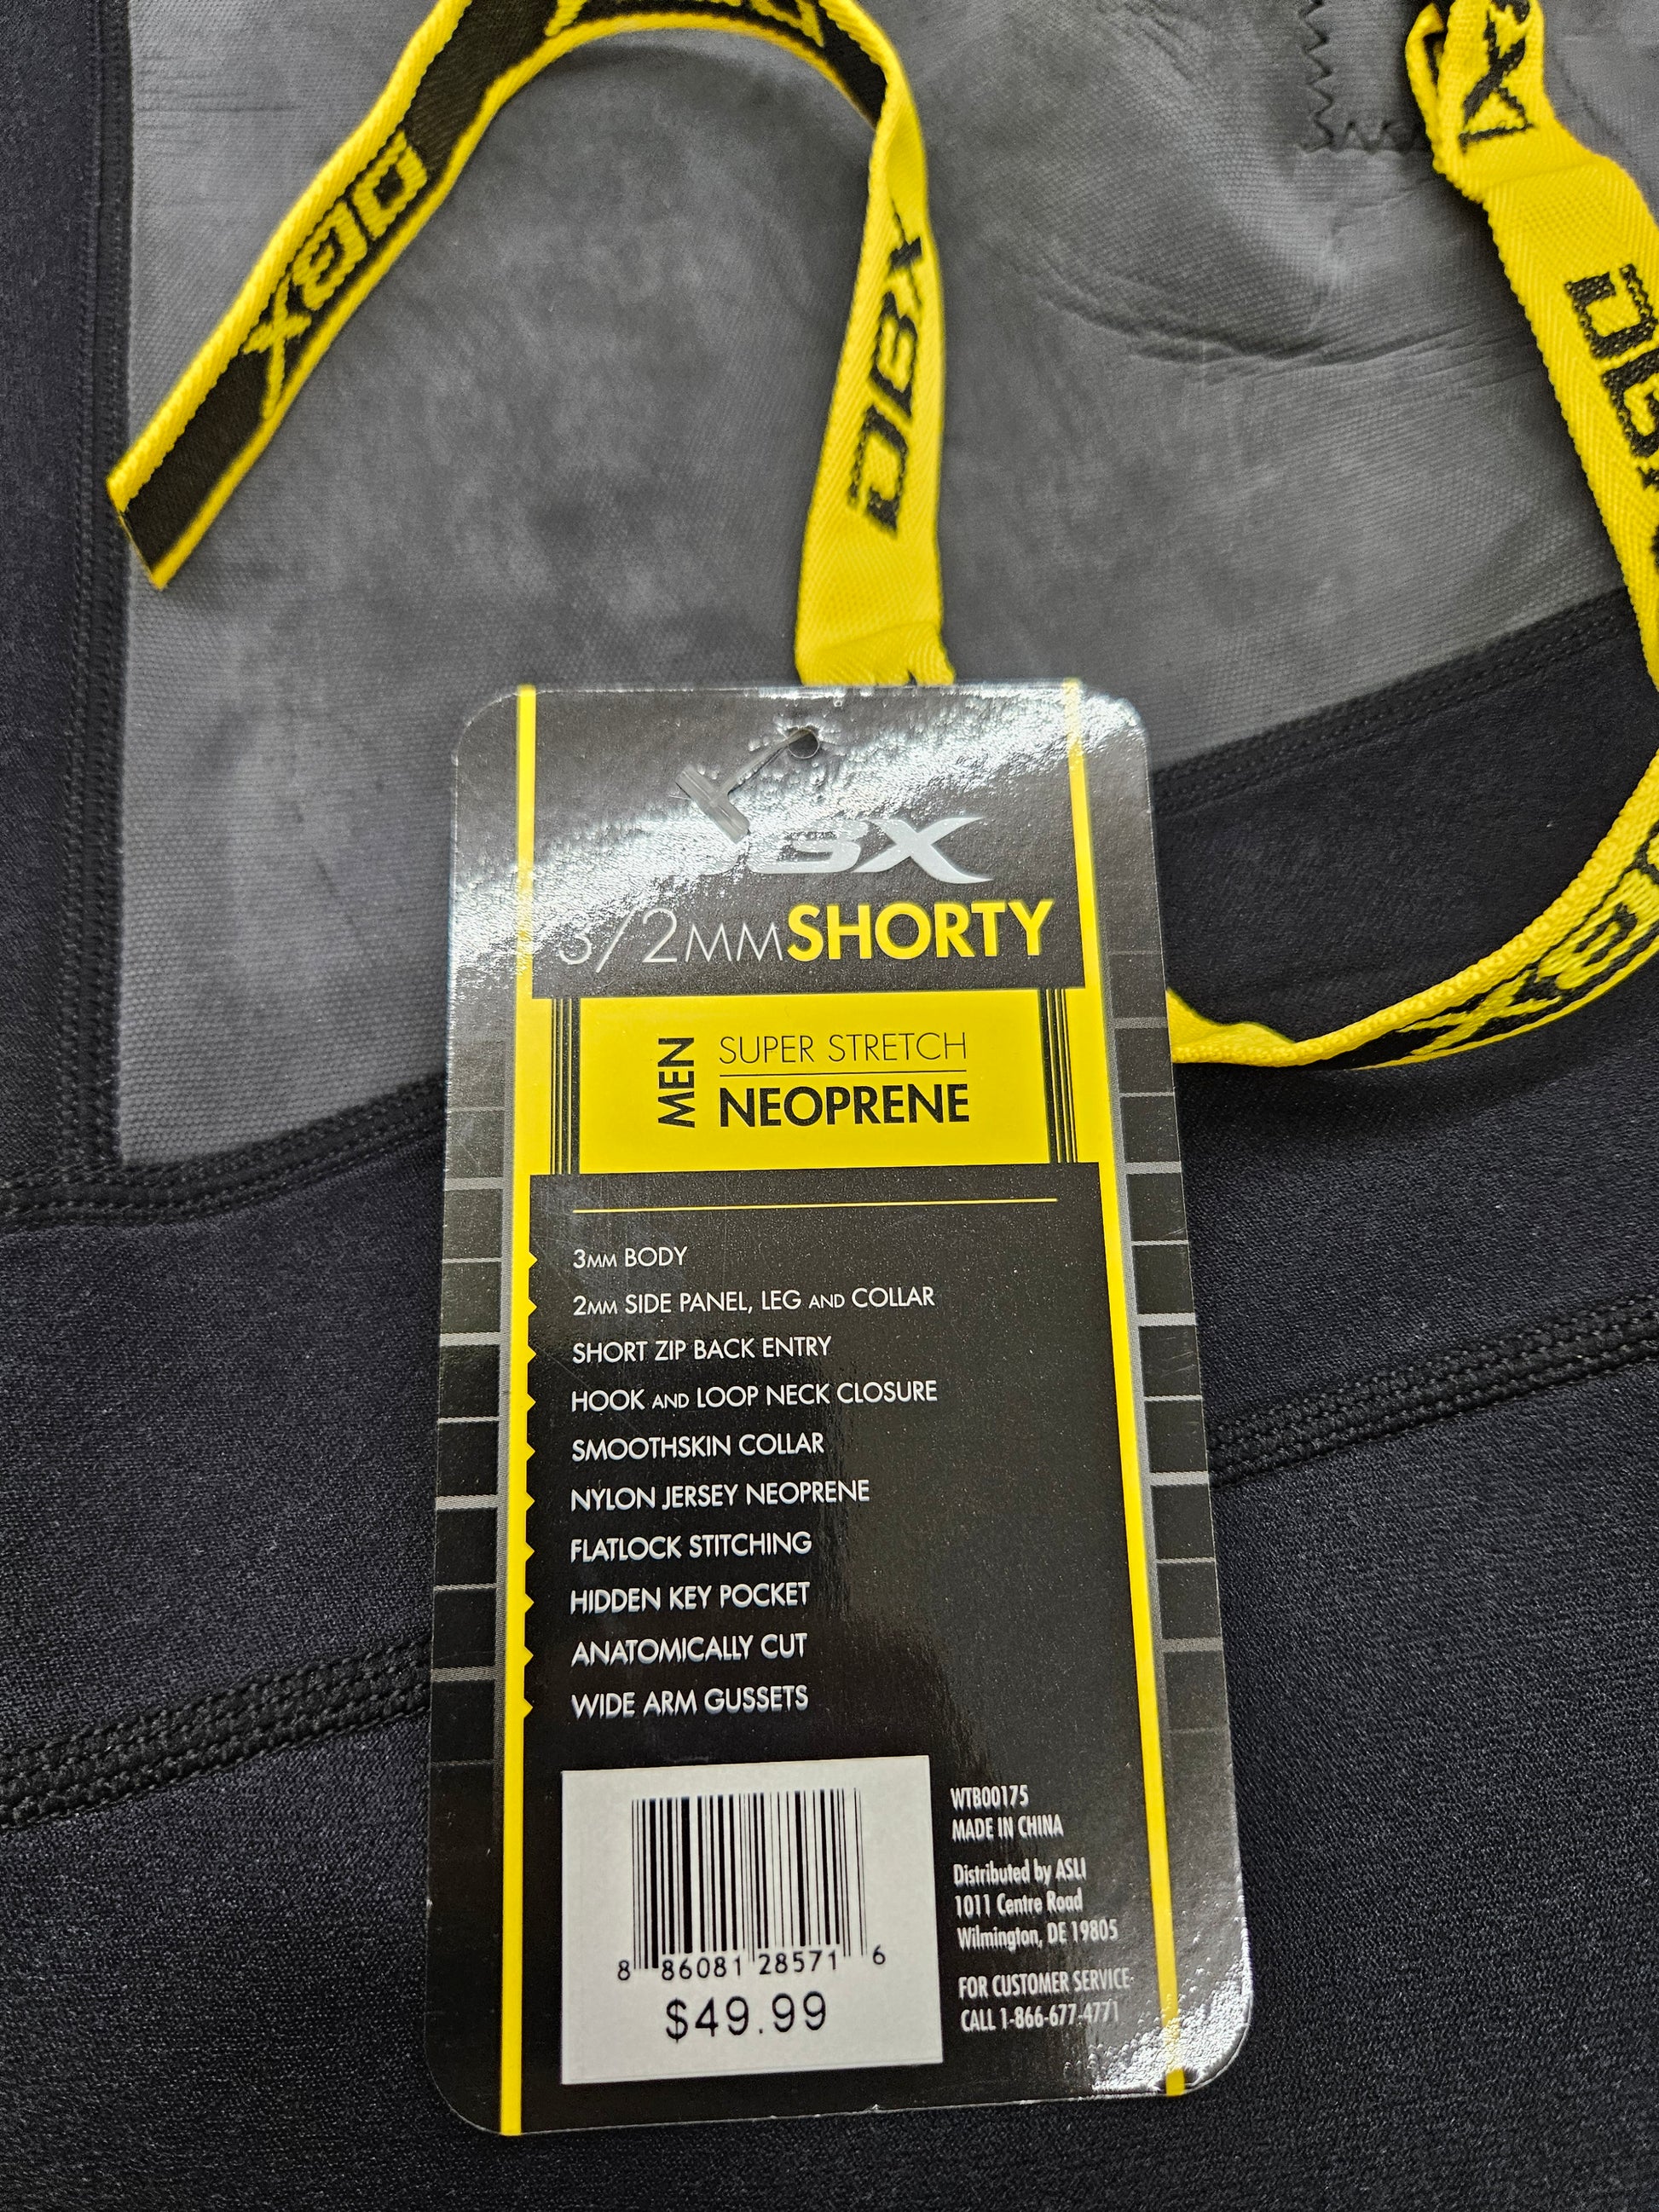 DBX
DBX
DBX
DBX
3/2MM SHORTY
MEN
SUPER STRETCH
NEOPRENE
3MM BODY
2MM SIDE PANEL, LEG AND COLLAR
SHORT ZIP BACK ENTRY
HOOK AND LOOP NECK CLOSURE
SMOOTHSKIN COLLAR
NYLON JERSEY NEOPRENE
FLATLOCK STITCHING
HIDDEN KEY POCKET
ANATOMICALLY CUT
WIDE ARM GUSSETS
8 86081 28571 6
$49.99
WTB00175
MADE IN CHINA
Distributed by ASLI
1011 Centre Road
Wilmington, DE 19805
FOR CUSTOMER SERVICE
CALL 1-866-677-4771